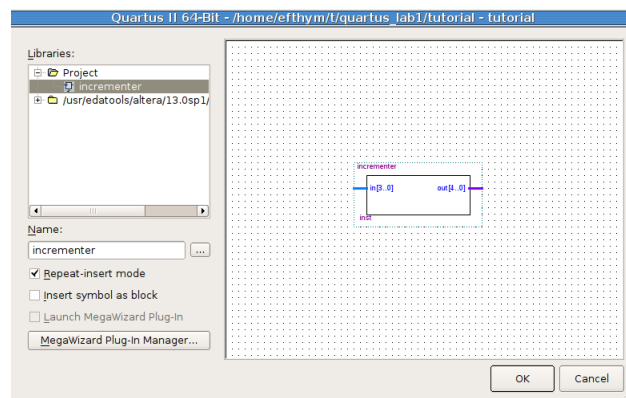 Quartus II 64-Bit - /home/efthym/t/quartus_lab1/tutorial - tutorial
Libraries:
Project
incrementer
/usr/edatools/altera/13.0sp1/
Name:
incrementer
...
Repeat-insert mode
Insert symbol as block
Launch MegaWizard Plug-In
MegaWizard Plug-In Manager...
incrementer
in[3..0] out[4..0]
inst
OK Cancel